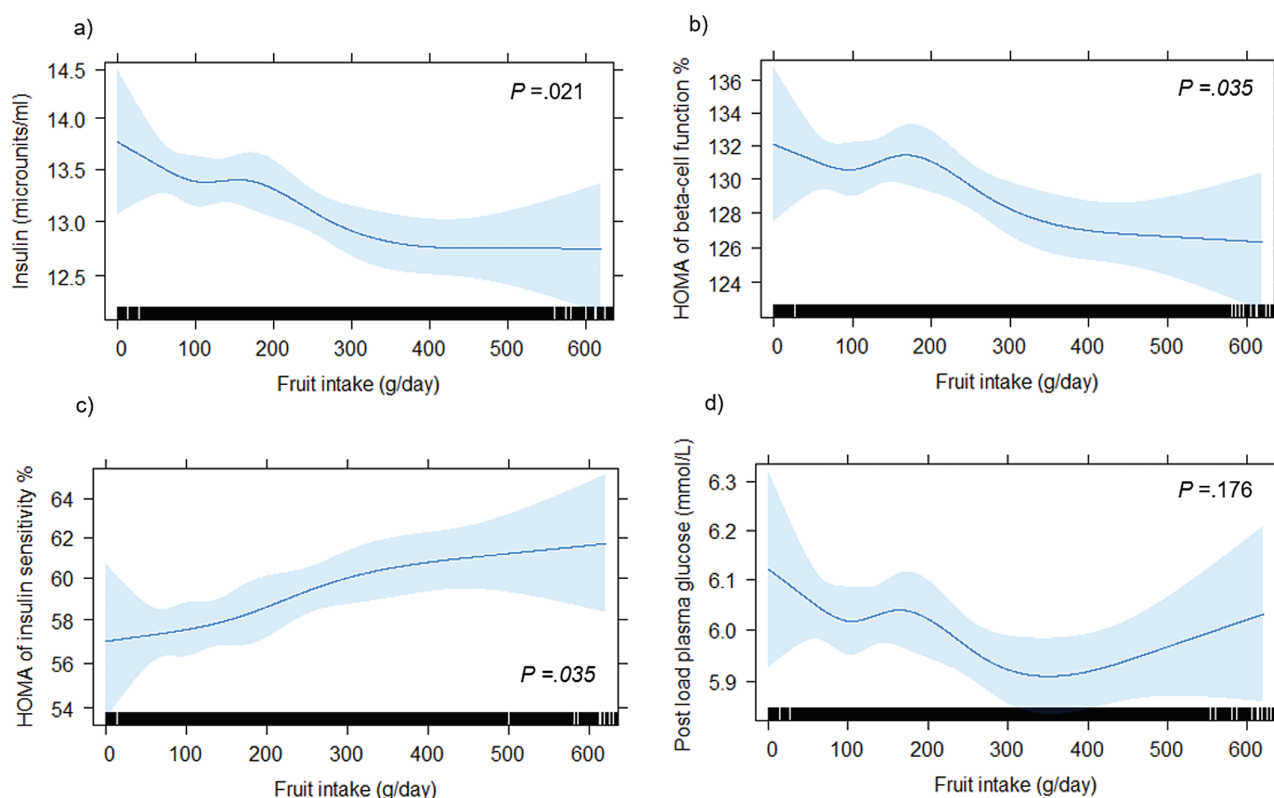 a)
Insulin (microunits/ml)
14.5
14.0
13.5
13.0
12.5
P =.021
0 100 200 300 400 500 600
Fruit intake (g/day)
b)
HOMA of beta-cell function %
136
134
132
130
128
126
124
P =.035
0 100 200 300 400 500 600
Fruit intake (g/day)
c)
HOMA of insulin sensitivity %
64
62
60
58
56
54
P =.035
0 100 200 300 400 500 600
Fruit intake (g/day)
d)
Post load plasma glucose (mmol/L)
6.3
6.2
6.1
6.0
5.9
P =.176
0 100 200 300 400 500 600
Fruit intake (g/day)